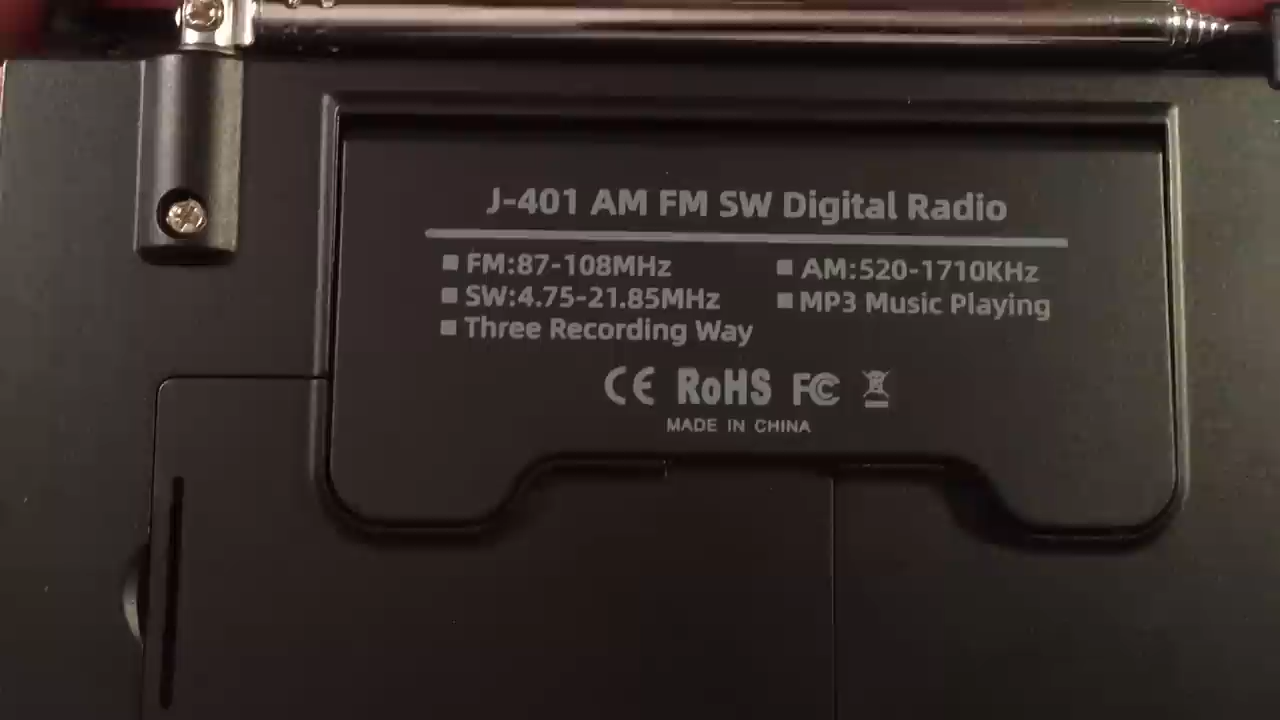 J-401 AM FM SW Digital Radio
■ FM:87-108MHz ■ AM:520-1710KHz
■ SW:4.75-21.85MHz ■ MP3 Music Playing
■ Three Recording Way
CE RoHS FC
MADE IN CHINA